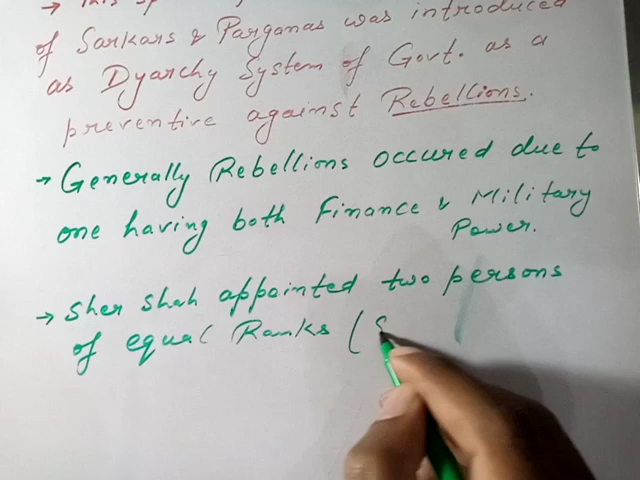 → This
of Sarkars & Parganas was introduced
as Dyarchy System of Govt. as a
preventive against Rebellions.
→ Generally Rebellions occured due to
one having both Finance & Military
Power.
→ Sher Shah appointed two persons
of equal Ranks (S